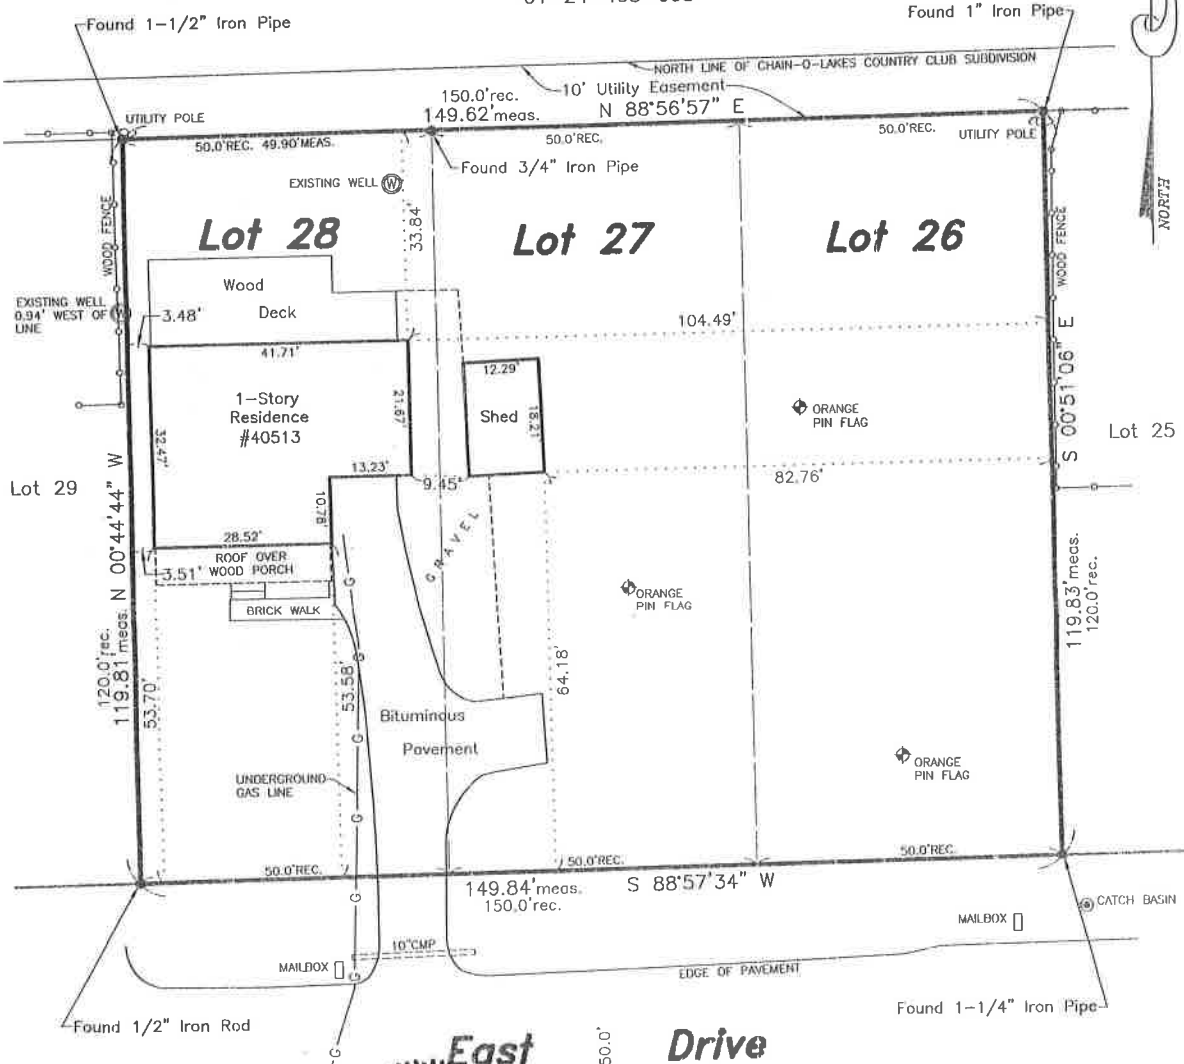 Found 1-1/2" Iron Pipe
Found 1" Iron Pipe
NORTH LINE OF CHAIN-O-LAKES COUNTRY CLUB SUBDIVISION
10' Utility Easement
150.0'rec.
149.62'meas.
N 88°56'57" E
UTILITY POLE
50.0'REC. 49.90'MEAS.
50.0'REC.
50.0'REC.
UTILITY POLE
Found 3/4" Iron Pipe
EXISTING WELL
W
33.84'
NORTH
WOOD FENCE
WOOD FENCE
Lot 28
Lot 27
Lot 26
Wood
Deck
EXISTING WELL
0.94' WEST OF
LINE
W
3.48'
104.49'
41.71'
12.29'
1-Story
Residence
#40513
21.67'
Shed
18.21'
ORANGE
PIN FLAG
S 00°51'06" E
Lot 25
32.47'
13.23'
9.45'
82.76'
Lot 29
N 00°44'44" W
10.78'
28.52'
GRAVEL
ROOF OVER
WOOD PORCH
3.51'
G
BRICK WALK
ORANGE
PIN FLAG
119.83'meas.
120.0'rec.
120.0'rec.
119.81'meas.
53.70'
53.58'
G
64.18'
Bituminous
Pavement
G
ORANGE
PIN FLAG
UNDERGROUND
GAS LINE
G
50.0'REC.
50.0'REC.
50.0'REC.
149.84'meas.
150.0'rec.
S 88°57'34" W
G
CATCH BASIN
MAILBOX
10"CMP
MAILBOX
G
EDGE OF PAVEMENT
Found 1/2" Iron Rod
Found 1-1/4" Iron Pipe
G
East Drive
50.0'